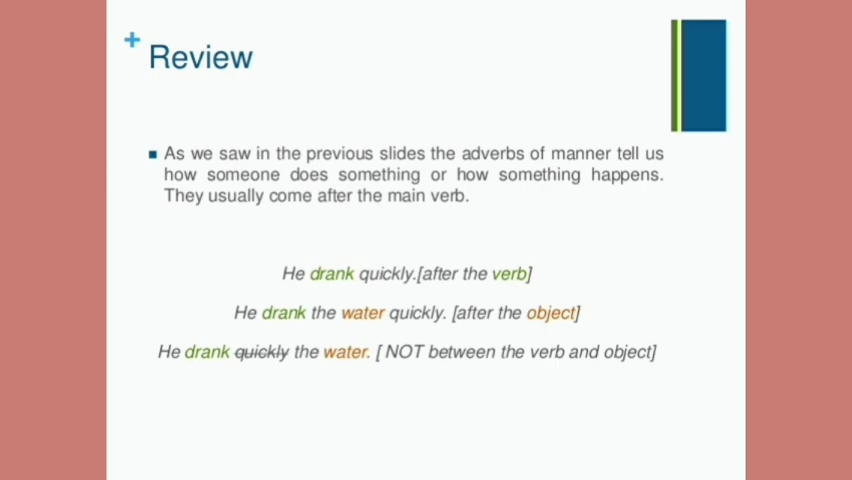 +
Review
As we saw in the previous slides the adverbs of manner tell us
how someone does something or how something happens.
They usually come after the main verb.
He drank quickly.[after the verb]
He drank the water quickly. [after the object]
He drank quickly the water. [ NOT between the verb and object]